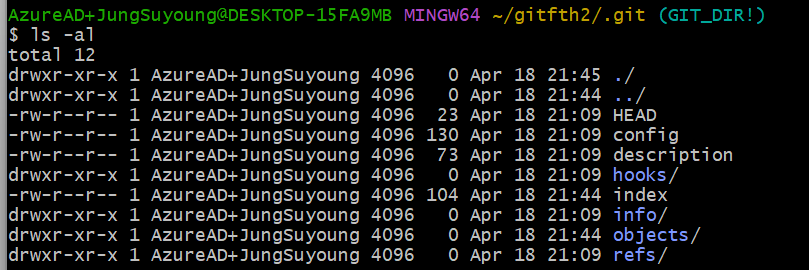 AzureAD+JungSuyoung@DESKTOP-15FA9MB MINGW64 ~/gitfth2/.git (GIT_DIR!)
$ ls -al
total 12
drwxr-xr-x 1 AzureAD+JungSuyoung 4096   0 Apr 18 21:45 ./
drwxr-xr-x 1 AzureAD+JungSuyoung 4096   0 Apr 18 21:44 ../
-rw-r--r-- 1 AzureAD+JungSuyoung 4096  23 Apr 18 21:09 HEAD
-rw-r--r-- 1 AzureAD+JungSuyoung 4096 130 Apr 18 21:09 config
-rw-r--r-- 1 AzureAD+JungSuyoung 4096  73 Apr 18 21:09 description
drwxr-xr-x 1 AzureAD+JungSuyoung 4096   0 Apr 18 21:09 hooks/
-rw-r--r-- 1 AzureAD+JungSuyoung 4096 104 Apr 18 21:44 index
drwxr-xr-x 1 AzureAD+JungSuyoung 4096   0 Apr 18 21:09 info/
drwxr-xr-x 1 AzureAD+JungSuyoung 4096   0 Apr 18 21:44 objects/
drwxr-xr-x 1 AzureAD+JungSuyoung 4096   0 Apr 18 21:09 refs/